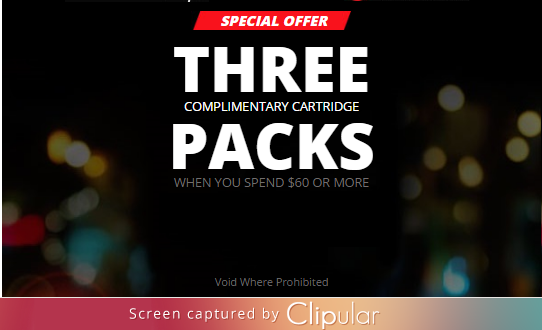 SPECIAL OFFER
THREE
COMPLIMENTARY CARTRIDGE
PACKS
WHEN YOU SPEND $60 OR MORE
Void Where Prohibited
Screen captured by Clipular